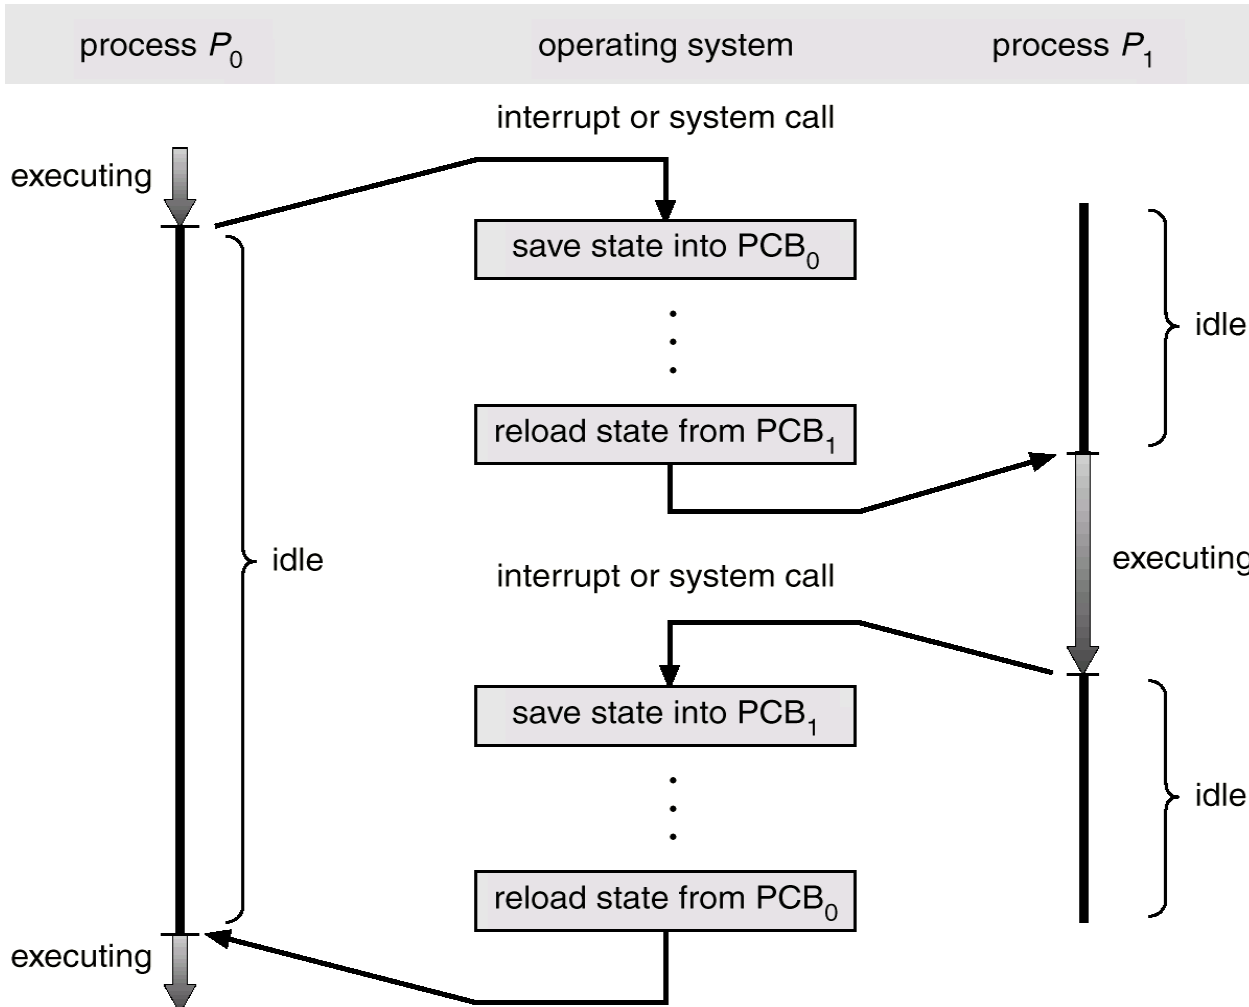 process P₀ operating system process P₁
interrupt or system call
executing
save state into PCB₀
idle
reload state from PCB₁
idle
executing
interrupt or system call
save state into PCB₁
idle
reload state from PCB₀
executing